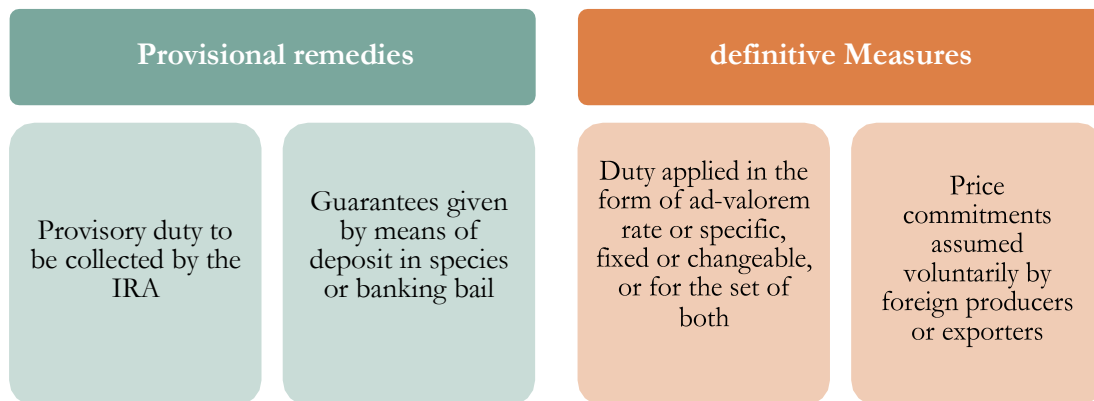 Provisional remedies
Provisory duty to
be collected by the
IRA
Guarantees given
by means of
deposit in species
or banking bail
definitive Measures
Duty applied in the
form of ad-valorem
rate or specific,
fixed or changeable,
or for the set of
both
Price
commitments
assumed
voluntarily by
foreign producers
or exporters